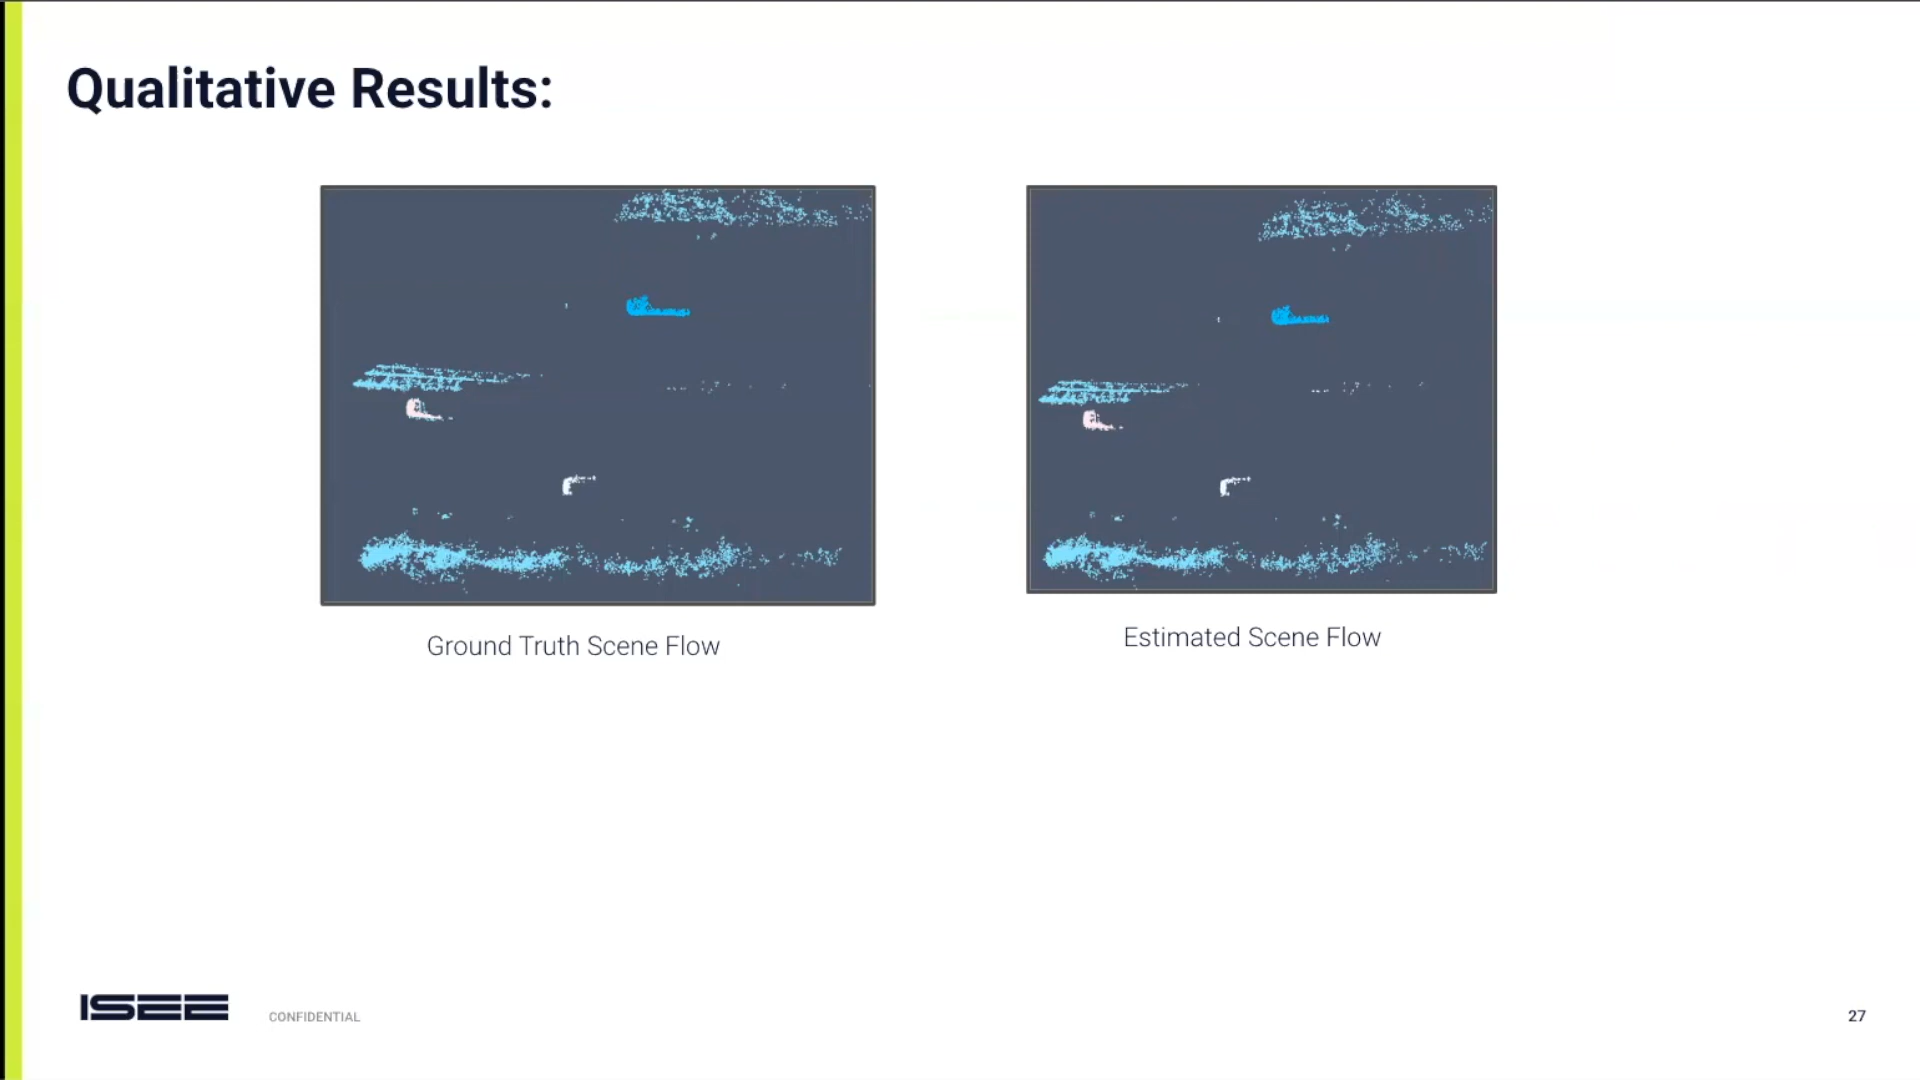 Qualitative Results:
Ground Truth Scene Flow
Estimated Scene Flow
ISEE
CONFIDENTIAL
27